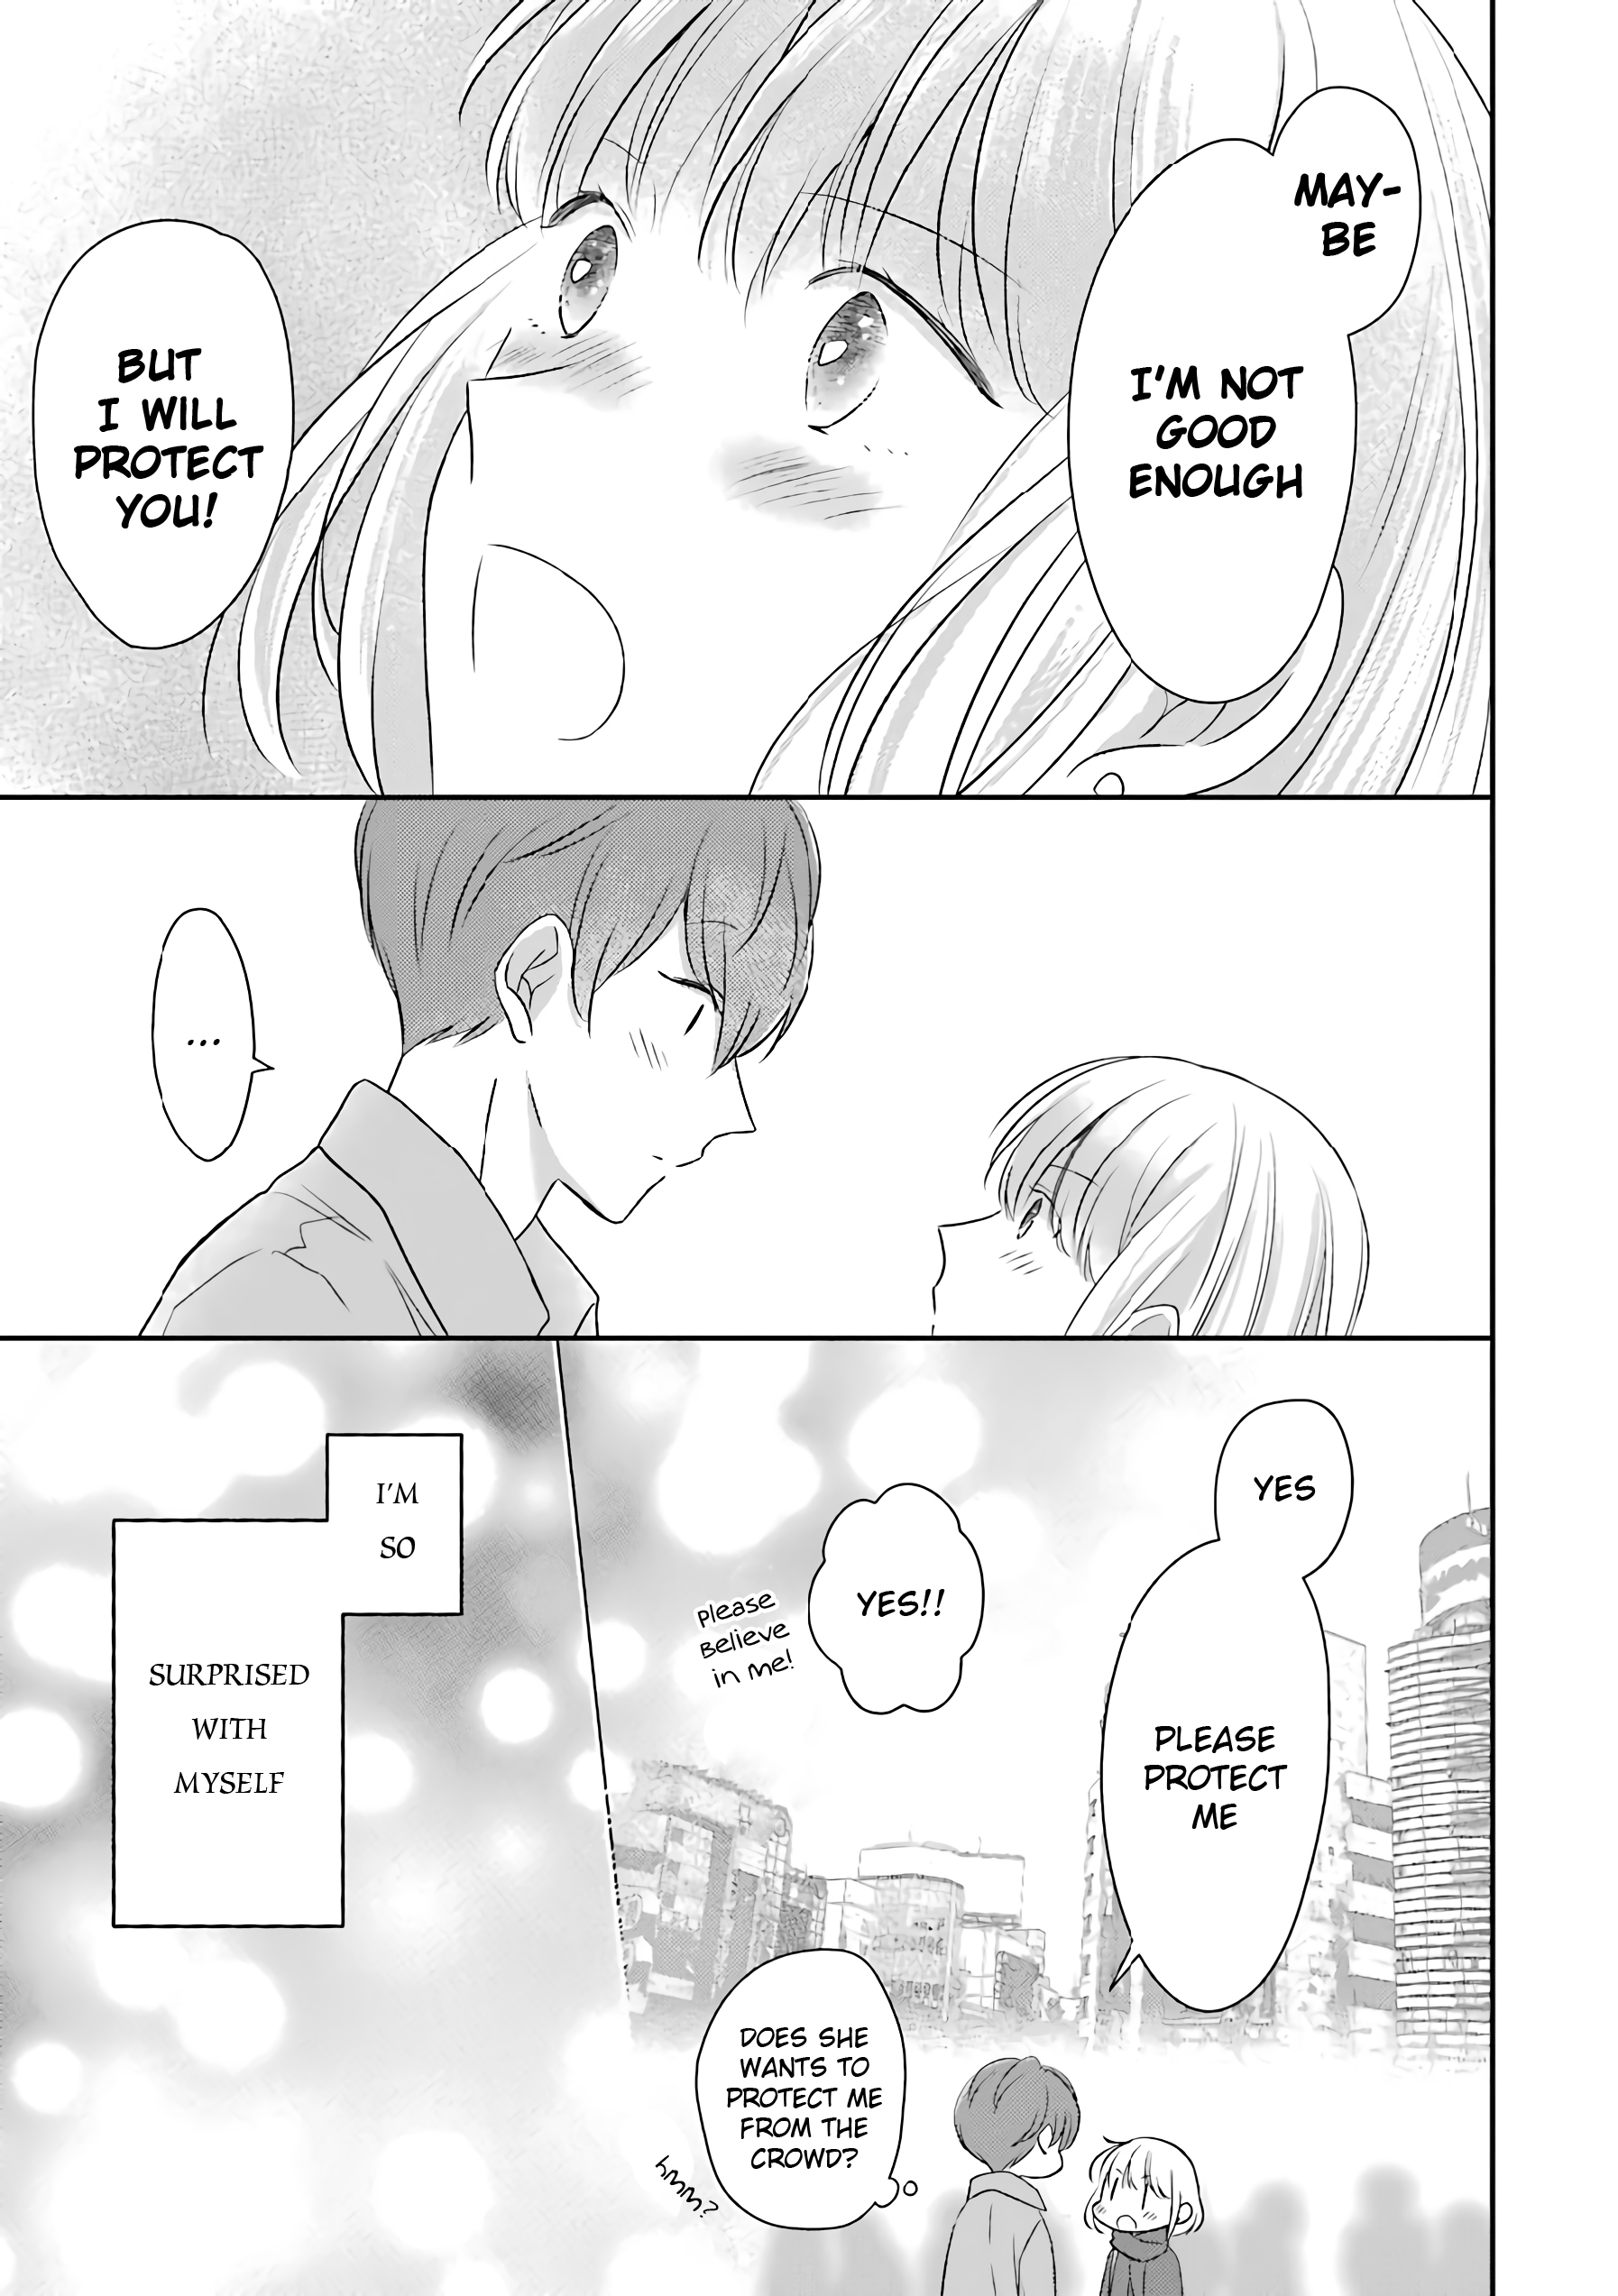 MAY-
BE
I'M NOT
GOOD
ENOUGH
BUT
I WILL
PROTECT
YOU!
...
YES
PLEASE
PROTECT
ME
YES!!
PLEASE
BELIEVE
IN ME!
DOES SHE
WANTS TO
PROTECT ME
FROM THE
CROWD?
HMM?
I'M
SO
SURPRISED
WITH
MYSELF